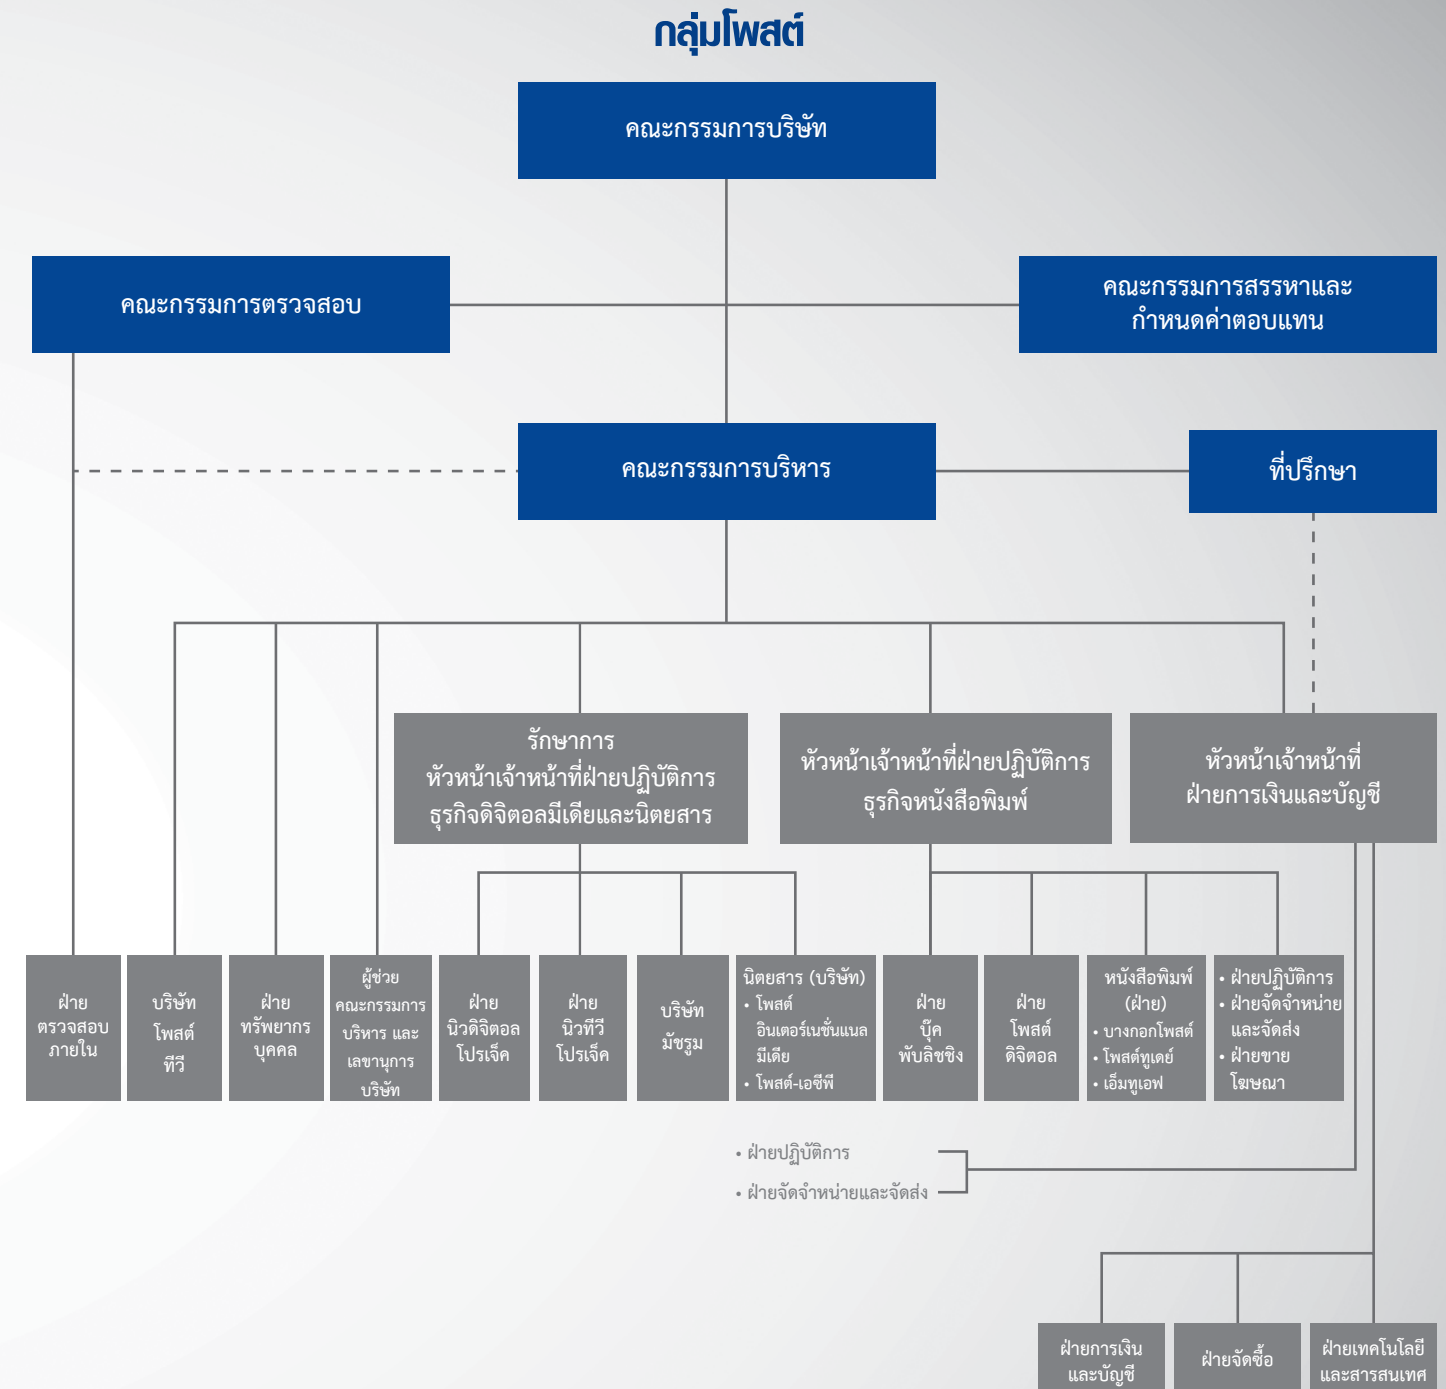 กลุ่มโพสต์
คณะกรรมการบริษัท
คณะกรรมการตรวจสอบ
คณะกรรมการสรรหาและ
กำหนดค่าตอบแทน
คณะกรรมการบริหาร
ที่ปรึกษา
รักษาการ
หัวหน้าเจ้าหน้าที่ฝ่ายปฏิบัติการ
ธุรกิจดิจิตอลมีเดียและนิตยสาร
หัวหน้าเจ้าหน้าที่ฝ่ายปฏิบัติการ
ธุรกิจหนังสือพิมพ์
หัวหน้าเจ้าหน้าที่
ฝ่ายการเงินและบัญชี
ฝ่าย
ตรวจสอบ
ภายใน
บริษัท
โพสต์
ทีวี
ฝ่าย
ทรัพยากร
บุคคล
ผู้ช่วย
คณะกรรมการ
บริหาร และ
เลขานุการ
บริษัท
ฝ่าย
นิวดิจิตอล
โปรเจ็ค
ฝ่าย
นิวทีวี
โปรเจ็ค
บริษัท
มัชรูม
นิตยสาร (บริษัท)
• โพสต์
อินเตอร์เนชั่นแนล
มีเดีย
• โพสต์-เอซีพี
ฝ่าย
บุ๊ค
พับลิชชิง
ฝ่าย
โพสต์
ดิจิตอล
หนังสือพิมพ์
(ฝ่าย)
• บางกอกโพสต์
• โพสต์ทูเดย์
• เอ็มทูเอฟ
• ฝ่ายปฏิบัติการ
• ฝ่ายจัดจำหน่าย
และจัดส่ง
• ฝ่ายขาย
โฆษณา
• ฝ่ายปฏิบัติการ
• ฝ่ายจัดจำหน่ายและจัดส่ง
ฝ่ายการเงิน
และบัญชี
ฝ่ายจัดซื้อ
ฝ่ายเทคโนโลยี
และสารสนเทศ